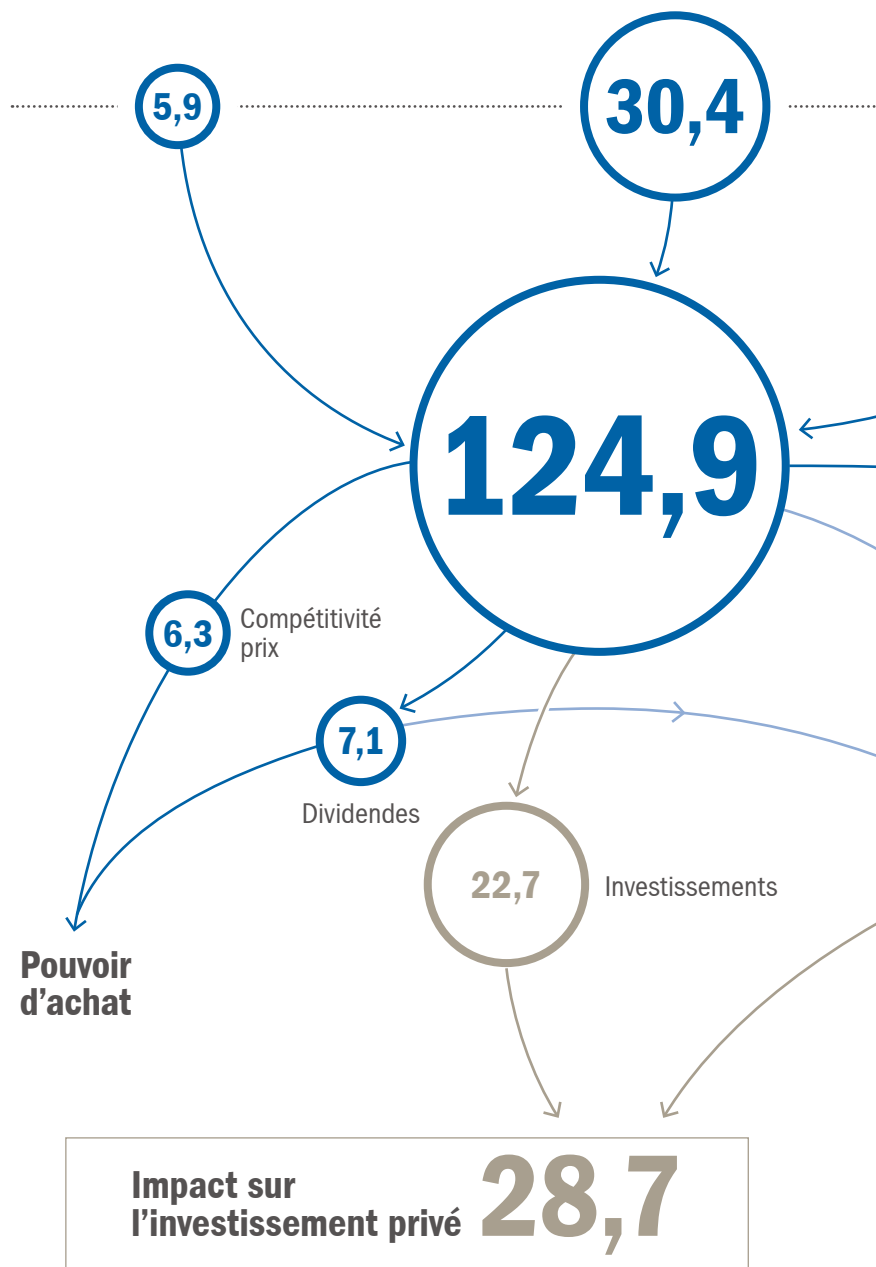 5,9
30,4
124,9
6,3
Compétitivité
prix
7,1
Dividendes
22,7
Investissements
Pouvoir
d’achat
Impact sur
l’investissement privé
28,7